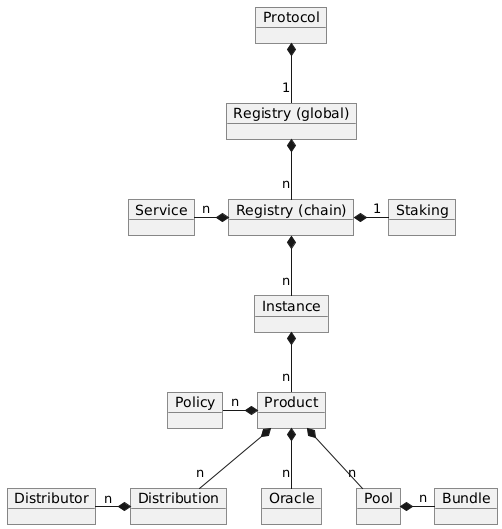 Protocol
1
Registry (global)
n
Service n Registry (chain) 1 Staking
n
Instance
n
Policy n Product
n n n
Distributor n Distribution Oracle Pool n Bundle